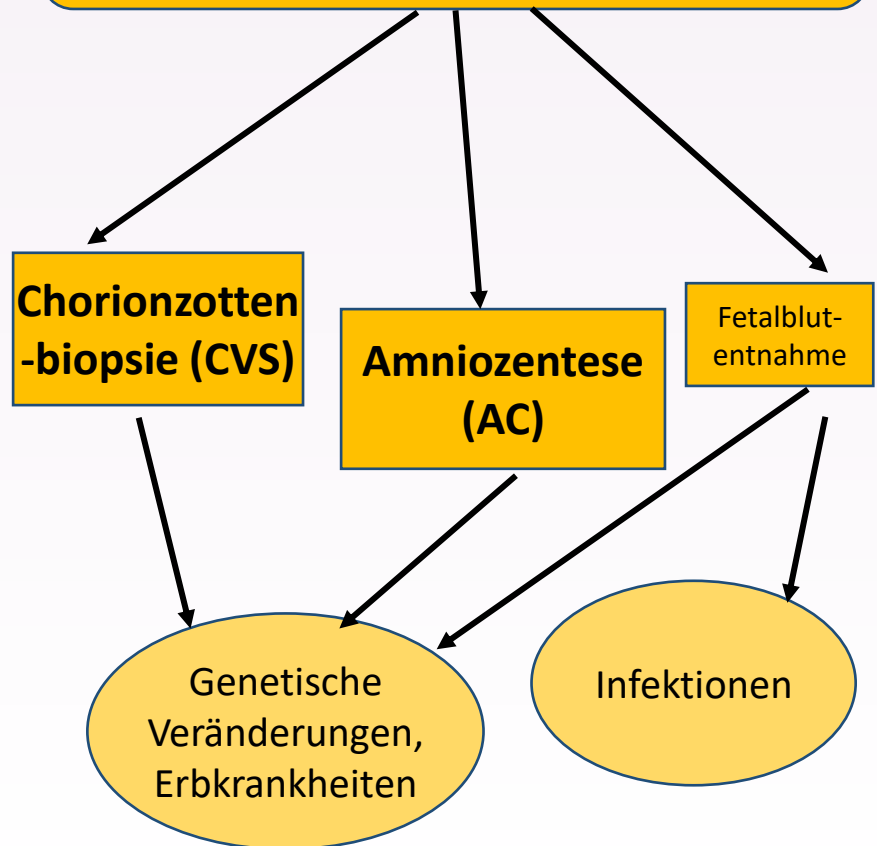 Chorionzotten
-biopsie (CVS)
Amniozentese
(AC)
Fetalblut-
entnahme
Genetische
Veränderungen,
Erbkrankheiten
Infektionen